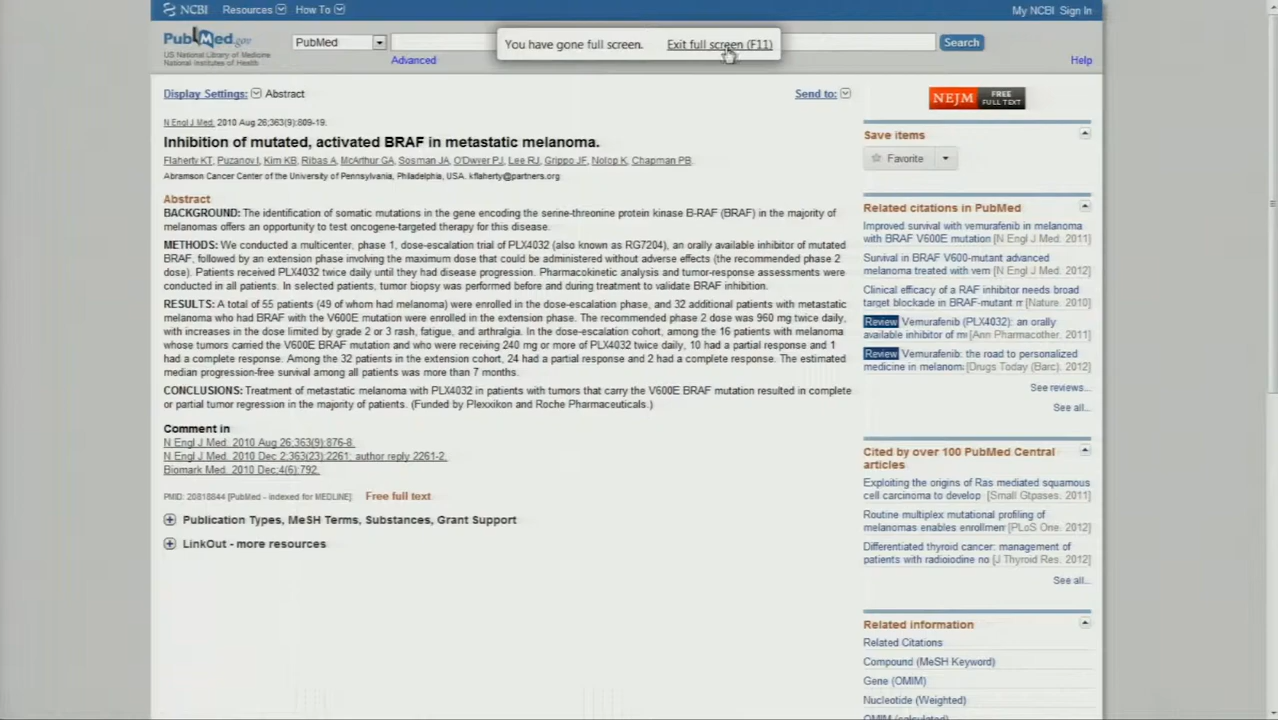 NCBI Resources How To My NCBI Sign In
PubMed.gov
US National Library of Medicine
National Institutes of Health
PubMed
You have gone full screen. Exit full screen (F11)
Search
Advanced
Help
Display Settings: Abstract
Send to:
N Engl J Med. 2010 Aug 26;363(9):809-19.
Inhibition of mutated, activated BRAF in metastatic melanoma.
Flaherty KT, Puzanov I, Kim KB, Ribas A, McArthur GA, Sosman JA, O'Dwyer PJ, Lee RJ, Grippo JF, Nolop K, Chapman PB.
Abramson Cancer Center of the University of Pennsylvania, Philadelphia, USA. kflaherty@partners.org
Abstract
BACKGROUND: The identification of somatic mutations in the gene encoding the serine-threonine protein kinase B-RAF (BRAF) in the majority of
melanomas offers an opportunity to test oncogene-targeted therapy for this disease.
METHODS: We conducted a multicenter, phase 1, dose-escalation trial of PLX4032 (also known as RG7204), an orally available inhibitor of mutated
BRAF, followed by an extension phase involving the maximum dose that could be administered without adverse effects (the recommended phase 2
dose). Patients received PLX4032 twice daily until they had disease progression. Pharmacokinetic analysis and tumor-response assessments were
conducted in all patients. In selected patients, tumor biopsy was performed before and during treatment to validate BRAF inhibition.
RESULTS: A total of 55 patients (49 of whom had melanoma) were enrolled in the dose-escalation phase, and 32 additional patients with metastatic
melanoma who had BRAF with the V600E mutation were enrolled in the extension phase. The recommended phase 2 dose was 960 mg twice daily,
with increases in the dose limited by grade 2 or 3 rash, fatigue, and arthralgia. In the dose-escalation cohort, among the 16 patients with melanoma
whose tumors carried the V600E BRAF mutation and who were receiving 240 mg or more of PLX4032 twice daily, 10 had a partial response and 1
had a complete response. Among the 32 patients in the extension cohort, 24 had a partial response and 2 had a complete response. The estimated
median progression-free survival among all patients was more than 7 months.
CONCLUSIONS: Treatment of metastatic melanoma with PLX4032 in patients with tumors that carry the V600E BRAF mutation resulted in complete
or partial tumor regression in the majority of patients. (Funded by Plexxikon and Roche Pharmaceuticals.)
Comment in
N Engl J Med. 2010 Aug 26;363(9):876-8.
N Engl J Med. 2010 Dec 2;363(23):2261; author reply 2261-2.
Biomark Med. 2010 Dec;4(6):792.
PMID: 20818844 [PubMed - indexed for MEDLINE] Free full text
Publication Types, MeSH Terms, Substances, Grant Support
LinkOut - more resources
NEJM FREE
FULL TEXT
Save items
Favorite
Related citations in PubMed
Improved survival with vemurafenib in melanoma
with BRAF V600E mutation [N Engl J Med. 2011]
Survival in BRAF V600-mutant advanced
melanoma treated with vem [N Engl J Med. 2012]
Clinical efficacy of a RAF inhibitor needs broad
target blockade in BRAF-mutant m [Nature. 2010]
Review Vemurafenib (PLX4032): an orally
available inhibitor of m [Ann Pharmacother. 2011]
Review Vemurafenib: the road to personalized
medicine in melanom. [Drugs Today (Barc). 2012]
See reviews...
See all...
Cited by over 100 PubMed Central
articles
Exploiting the origins of Ras mediated squamous
cell carcinoma to develop [Small Gtpases. 2011]
Routine multiplex mutational profiling of
melanomas enables enrollmen [PLoS One. 2012]
Differentiated thyroid cancer: management of
patients with radioiodine no [J Thyroid Res. 2012]
See all...
Related information
Related Citations
Compound (MeSH Keyword)
Gene (OMIM)
Nucleotide (Weighted)
OMIM (calculated)